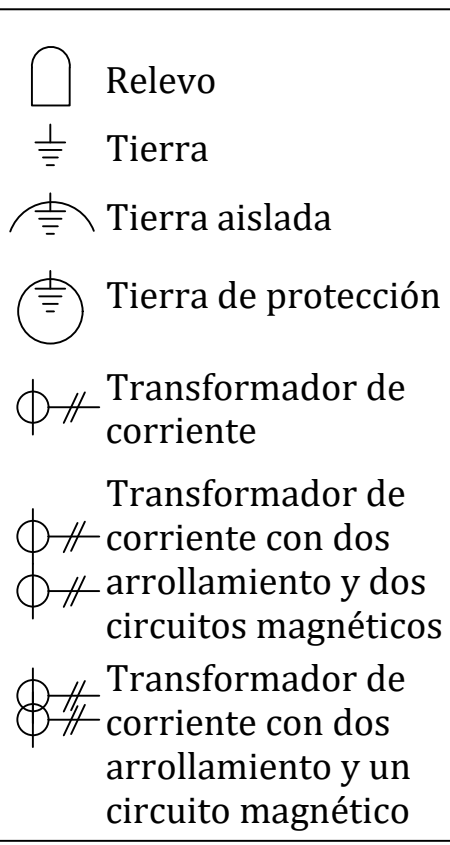 Relevo
Tierra
Tierra aislada
Tierra de protección
Transformador de
corriente
Transformador de
corriente con dos
arrollamiento y dos
circuitos magnéticos
Transformador de
corriente con dos
arrollamiento y un
circuito magnético